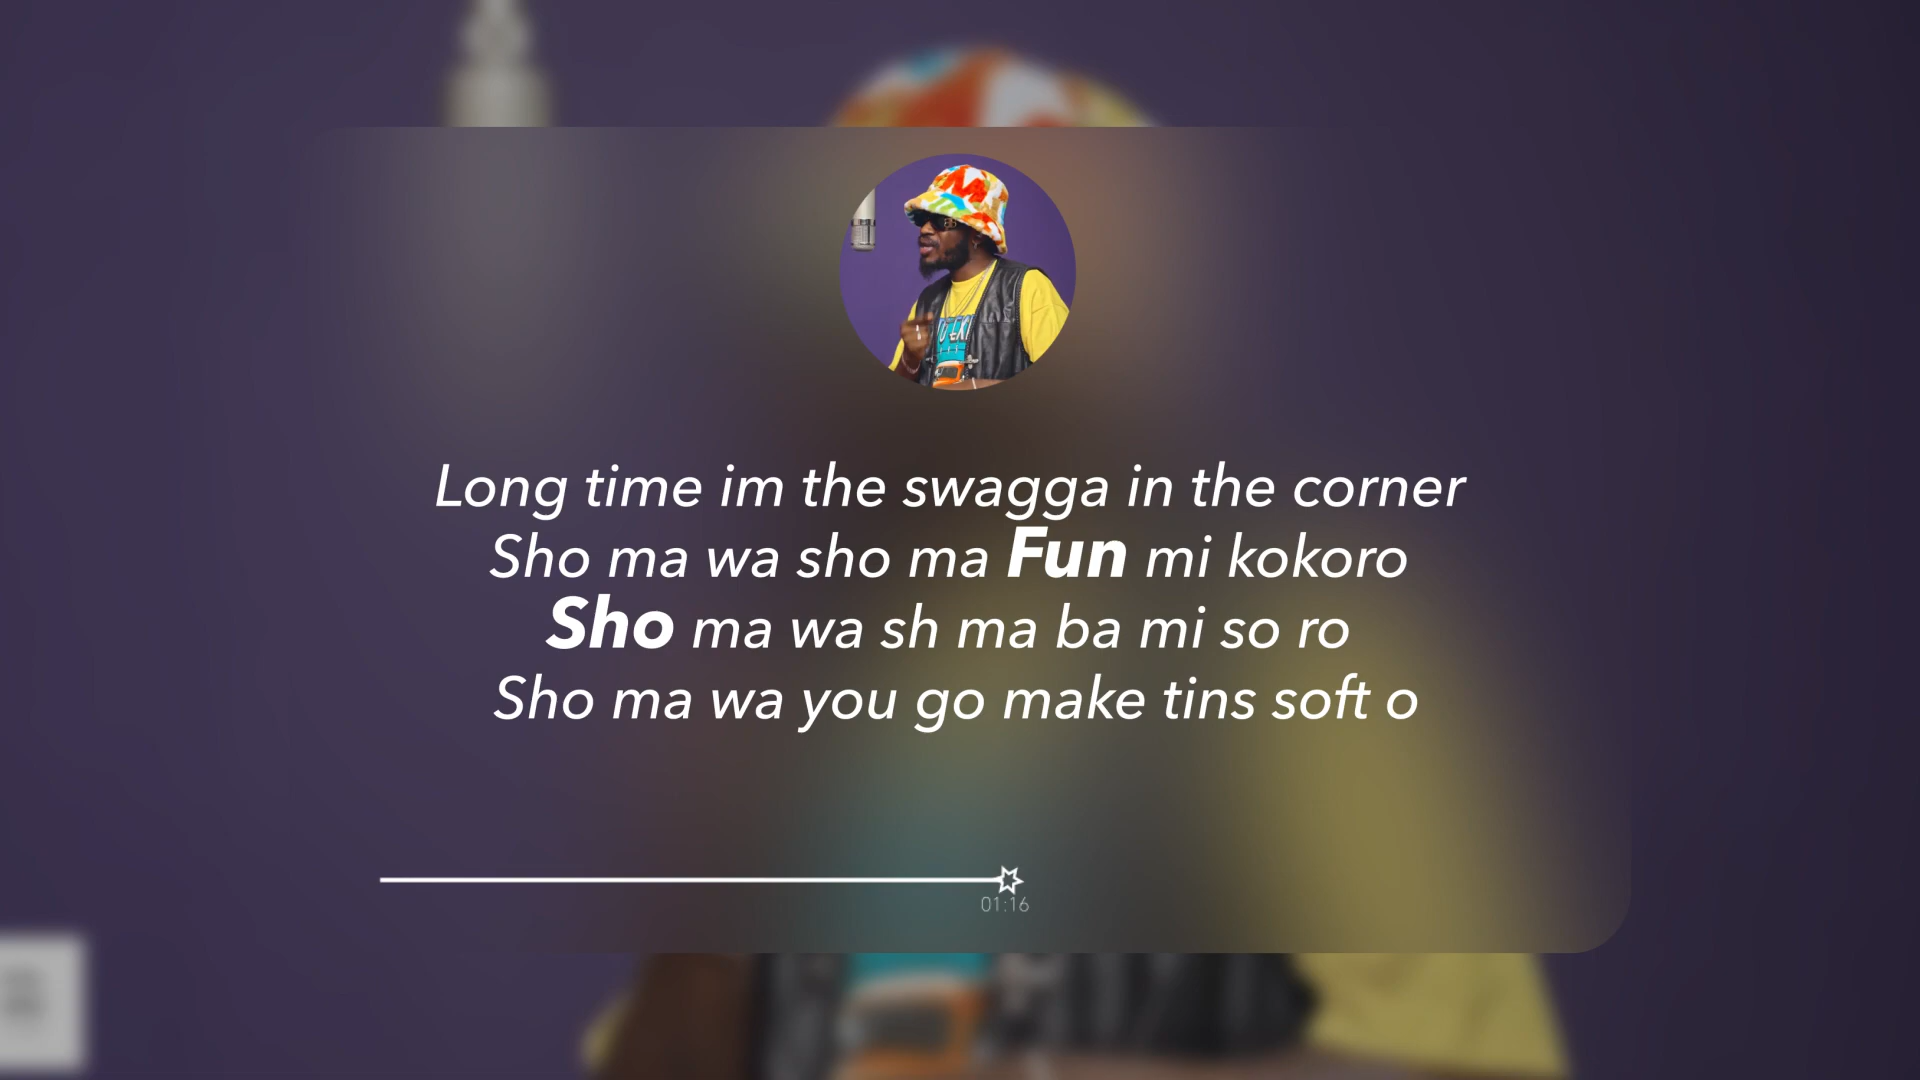 Long time im the swagga in the corner
Sho ma wa sho ma Fun mi kokoro
Sho ma wa sh ma ba mi so ro
Sho ma wa you go make tins soft o
01:16